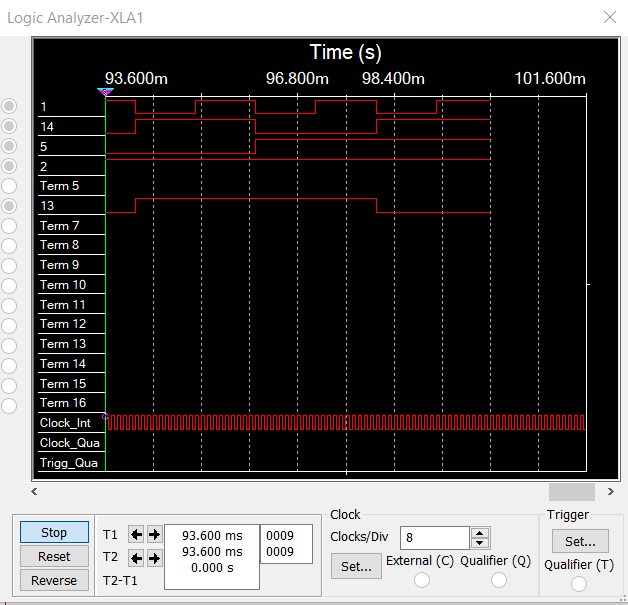 Logic Analyzer-XLA1
Time (s)
93.600m 96.800m 98.400m 101.600m
1
14
5
2
Term 5
13
Term 7
Term 8
Term 9
Term 10
Term 11
Term 12
Term 13
Term 14
Term 15
Term 16
Clock_Int
Clock_Qua
Trigg_Qua
Stop
Reset
Reverse
T1
T2
T2-T1
93.600 ms 0009
93.600 ms 0009
0.000 s
Clock
Clocks/Div 8
Set...
External (C) Qualifier (Q)
Trigger
Set...
Qualifier (T)